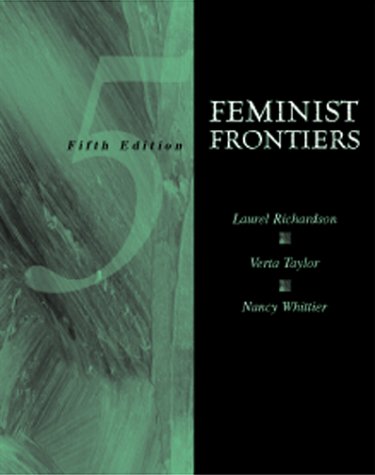 5
Fifth Edition
FEMINIST
FRONTIERS
Laurel Richardson
Verta Taylor
Nancy Whittier